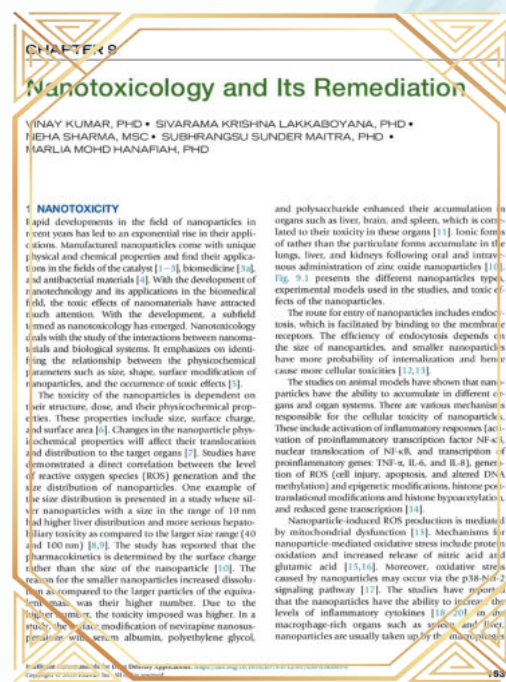 CHAPTER 9
Nanotoxicology and Its Remediation
VINAY KUMAR, PHD • SIVARAMA KRISHNA LAKKABOYANA, PHD •
NEHA SHARMA, MSC • SUBHRANGSU SUNDER MAITRA, PHD •
MARLIA MOHD HANAFIAH, PHD
1 NANOTOXICITY
Rapid developments in the field of nanoparticles in
recent years has led to an exponential rise in their appli-
cations. Manufactured nanoparticles come with unique
physical and chemical properties and find their applica-
tions in the fields of the catalyst [1–3], biomedicine [3a],
and antibacterial materials [4]. With the development of
nanotechnology and its applications in the biomedical
field, the toxic effects of nanomaterials have attracted
much attention. With the development, a subfield
termed as nanotoxicology has emerged. Nanotoxicology
deals with the study of the interactions between nanoma-
terials and biological systems. It emphasizes on identi-
fying the relationship between the physicochemical
parameters such as size, shape, surface modification of
nanoparticles, and the occurrence of toxic effects [5].
The toxicity of the nanoparticles is dependent on
their structure, dose, and their physicochemical prop-
erties. These properties include size, surface charge,
and surface area [6]. Changes in the nanoparticle phys-
icochemical properties will affect their translocation
and distribution to the target organs [7]. Studies have
demonstrated a direct correlation between the level
of reactive oxygen species (ROS) generation and the
size distribution of nanoparticles. One example of
the size distribution is presented in a study where sil-
ver nanoparticles with a size in the range of 10 nm
had higher liver distribution and more serious hepato-
biliary toxicity as compared to the larger size range (40
and 100 nm) [8,9]. The study has reported that the
pharmacokinetics is determined by the surface charge
rather than the size of the nanoparticle [10]. The
reason for the smaller nanoparticles increased dissolu-
tion as compared to the larger particles of the equiva-
lent mass was their higher number. Due to the
higher number, the toxicity imposed was higher. In a
study, the surface modification of nevirapine nanosus-
pensions with serum albumin, polyethylene glycol,
and polysaccharide enhanced their accumulation in
organs such as liver, brain, and spleen, which is corre-
lated to their toxicity in these organs [11]. Ionic forms
of rather than the particulate forms accumulate in the
lungs, liver, and kidneys following oral and intrave-
nous administration of zinc oxide nanoparticles [10].
Fig. 9.1 presents the different nanoparticles types,
experimental models used in the studies, and toxic ef-
fects of the nanoparticles.
The route for entry of nanoparticles includes endocy-
tosis, which is facilitated by binding to the membrane
receptors. The efficiency of endocytosis depends on
the size of nanoparticles, and smaller nanoparticles
have more probability of internalization and hence
cause more cellular toxicities [12,13].
The studies on animal models have shown that nano-
particles have the ability to accumulate in different or-
gans and organ systems. There are various mechanisms
responsible for the cellular toxicity of nanoparticles.
These include activation of inflammatory responses (acti-
vation of proinflammatory transcription factor NF-κB,
nuclear translocation of NF-κB, and transcription of
proinflammatory genes: TNF-α, IL-6, and IL-8), genera-
tion of ROS (cell injury, apoptosis, and altered DNA
methylation) and epigenetic modifications, histone post-
translational modifications and histone hypoacetylation,
and reduced gene transcription [14].
Nanoparticle-induced ROS production is mediated
by mitochondrial dysfunction [13]. Mechanisms for
nanoparticle-mediated oxidative stress include protein
oxidation and increased release of nitric acid and
glutamic acid [15,16]. Moreover, oxidative stress
caused by nanoparticles may occur via the p38-Nrf-2
signaling pathway [17]. The studies have reported
that the nanoparticles have the ability to increase the
levels of inflammatory cytokines [18–20]. In the
macrophage-rich organs such as spleen and liver,
nanoparticles are usually taken up by the macrophages
153